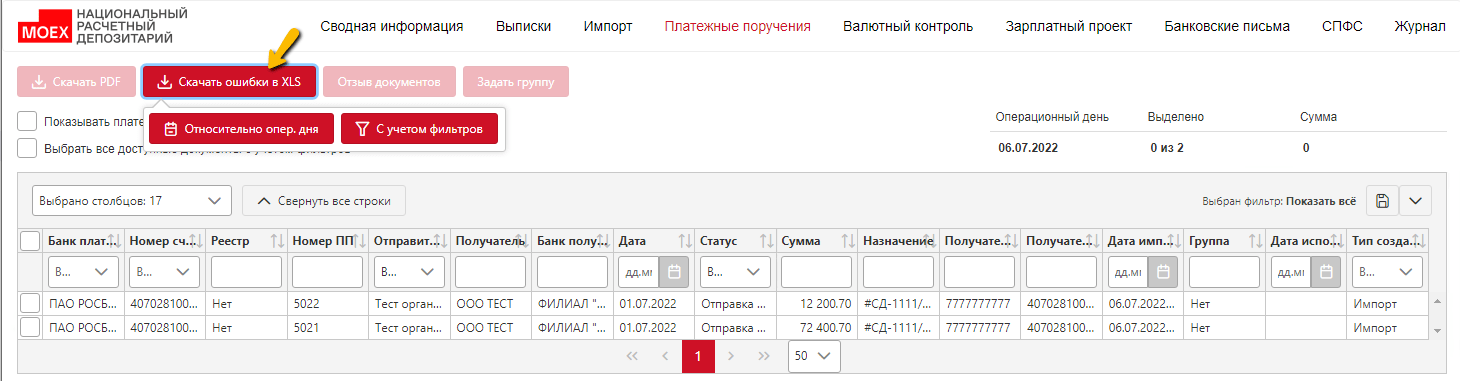 MOEX НАЦИОНАЛЬНЫЙ
РАСЧЕТНЫЙ
ДЕПОЗИТАРИЙ
Сводная информация Выписки Импорт Платежные поручения Валютный контроль Зарплатный проект Банковские письма СПФС Журнал
Скачать PDF Скачать ошибки в XLS Отзыв документов Задать группу
Относительно опер. дня С учетом фильтров
Показывать плате
Выбрать все
Операционный день Выделено Сумма
06.07.2022 0 из 2 0
Выбрано столбцов: 17 Свернуть все строки Выбран фильтр: Показать всё
Банк плат... Номер сч... Реестр Номер ПП Отправит... Получатель Банк полу... Дата Статус Сумма Назначение Получате... Получате... Дата имп... Группа Дата испо... Тип созда...
В... В... В... дд.мм В... дд.мм дд.мм В...
ПАО РОСБ... 407028100... Нет 5022 Тест орган... ООО ТЕСТ ФИЛИАЛ "... 01.07.2022 Отправка ... 12 200.70 #СД-1111/... 7777777777 407028100... 06.07.2022... Нет Импорт
ПАО РОСБ... 407028100... Нет 5021 Тест орган... ООО ТЕСТ ФИЛИАЛ "... 01.07.2022 Отправка ... 72 400.70 #СД-1111/... 7777777777 407028100... 06.07.2022... Нет Импорт
1 50